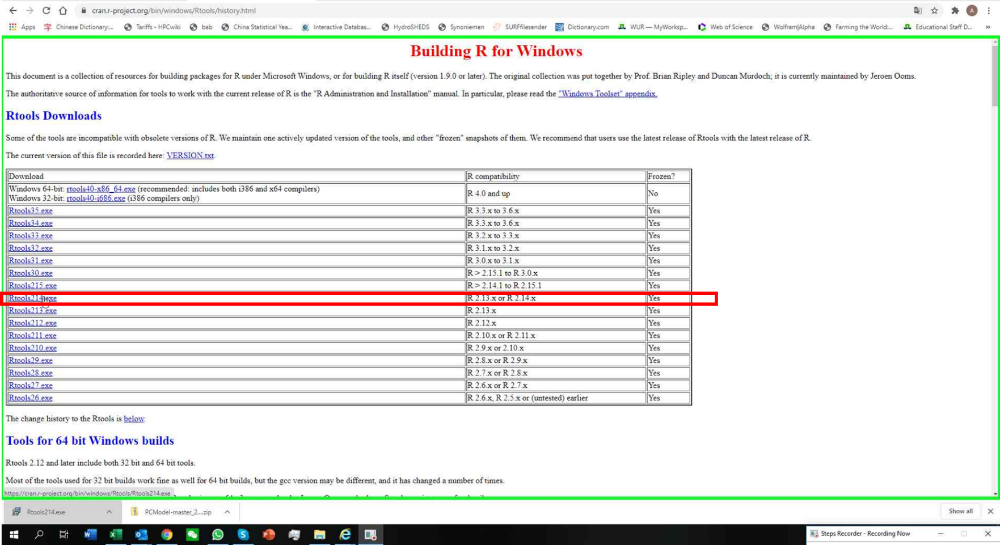 cran.r-project.org/bin/windows/Rtools/history.html
Apps 字 Chinese Dictionary:... Tariffs - HPCwiki bab China Statistical Yea... Interactive Databas... HydroSHEDS Synoniemen SURFfilesender Dictionary.com WUR — MyWorksp... Web of Science Wolfram|Alpha Farming the World:... Educational Staff D... »
Building R for Windows
This document is a collection of resources for building packages for R under Microsoft Windows, or for building R itself (version 1.9.0 or later). The original collection was put together by Prof. Brian Ripley and Duncan Murdoch; it is currently maintained by Jeroen Ooms.
The authoritative source of information for tools to work with the current release of R is the "R Administration and Installation" manual. In particular, please read the "Windows Toolset" appendix.
Rtools Downloads
Some of the tools are incompatible with obsolete versions of R. We maintain one actively updated version of the tools, and other "frozen" snapshots of them. We recommend that users use the latest release of Rtools with the latest release of R.
The current version of this file is recorded here: VERSION.txt.
Download R compatibility Frozen?
Windows 64-bit: rtools40-x86_64.exe (recommended: includes both i386 and x64 compilers)
Windows 32-bit: rtools40-i686.exe (i386 compilers only) R 4.0 and up No
Rtools35.exe R 3.3.x to 3.6.x Yes
Rtools34.exe R 3.3.x to 3.6.x Yes
Rtools33.exe R 3.2.x to 3.3.x Yes
Rtools32.exe R 3.1.x to 3.2.x Yes
Rtools31.exe R 3.0.x to 3.1.x Yes
Rtools30.exe R > 2.15.1 to R 3.0.x Yes
Rtools215.exe R > 2.14.1 to R 2.15.1 Yes
Rtools214.exe R 2.13.x or R 2.14.x Yes
Rtools213.exe R 2.13.x Yes
Rtools212.exe R 2.12.x Yes
Rtools211.exe R 2.10.x or R 2.11.x Yes
Rtools210.exe R 2.9.x or 2.10.x Yes
Rtools29.exe R 2.8.x or R 2.9.x Yes
Rtools28.exe R 2.7.x or R 2.8.x Yes
Rtools27.exe R 2.6.x or R 2.7.x Yes
Rtools26.exe R 2.6.x, R 2.5.x or (untested) earlier Yes
The change history to the Rtools is below.
Tools for 64 bit Windows builds
Rtools 2.12 and later include both 32 bit and 64 bit tools.
Most of the tools used for 32 bit builds work fine as well for 64 bit builds, but the gcc version may be different, and it has changed a number of times.
https://cran.r-project.org/bin/windows/Rtools/Rtools214.exe
Rtools214.exe PCModel-master_2....zip Show all
Steps Recorder - Recording Now